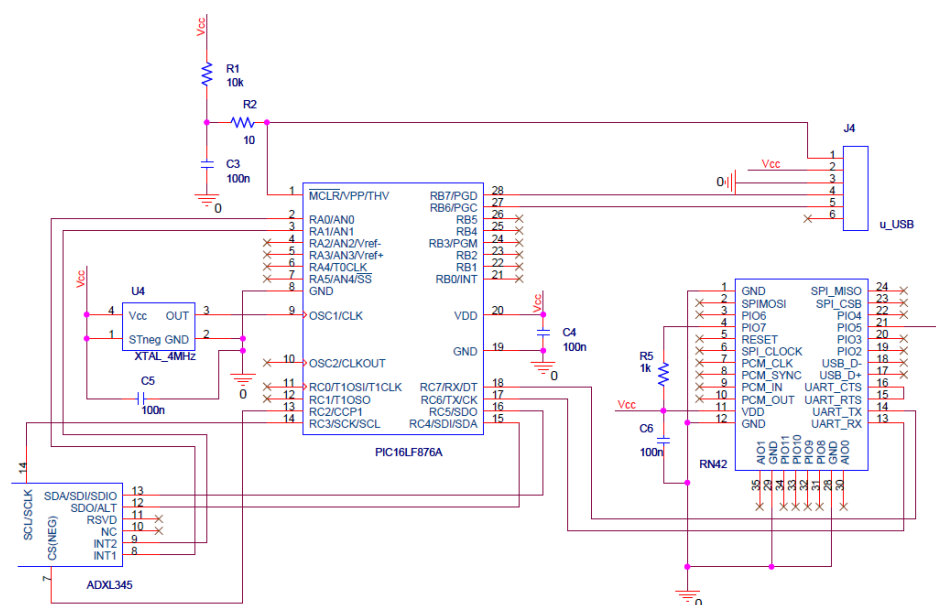 Vcc
R1
10k
R2
10
C3
100n
0
J4
1
Vcc
2
0
3
4
5
6
u_USB
1 MCLR/VPP/THV RB7/PGD 28
RB6/PGC 27
2 RA0/AN0 RB5 26
3 RA1/AN1 RB4 25
4 RA2/AN2/Vref- RB3/PGM 24
5 RA3/AN3/Vref+ RB2 23
6 RA4/T0CLK RB1 22
7 RA5/AN4/SS RB0/INT 21
8 GND
9 OSC1/CLK VDD 20
GND 19
10 OSC2/CLKOUT
11 RC0/T1OSI/T1CLK RC7/RX/DT 18
12 RC1/T1OSO RC6/TX/CK 17
13 RC2/CCP1 RC5/SDO 16
14 RC3/SCK/SCL RC4/SDI/SDA 15
PIC16LF876A
Vcc
U4
4 Vcc OUT 3
1 STneg GND 2
XTAL_4MHz
C5
100n
0
Vcc
C4
100n
0
1 GND SPI_MISO 24
2 SPIMOSI SPI_CSB 23
3 PIO6 PIO4 22
4 PIO7 PIO5 21
5 RESET PIO3 20
6 SPI_CLOCK PIO2 19
7 PCM_CLK USB_D- 18
8 PCM_SYNC USB_D+ 17
9 PCM_IN UART_CTS 16
10 PCM_OUT UART_RTS 15
11 VDD UART_TX 14
12 GND UART_RX 13
AIO1 GND PIO11 PIO10 PIO9 PIO8 GND AIO0
35 29 34 33 32 31 28 30
RN42
R5
1k
Vcc
C6
100n
0
14
SCL/SCLK
SDA/SDI/SDIO 13
SDO/ALT 12
RSVD 11
NC 10
INT2 9
INT1 8
CS(NEG)
7
ADXL345